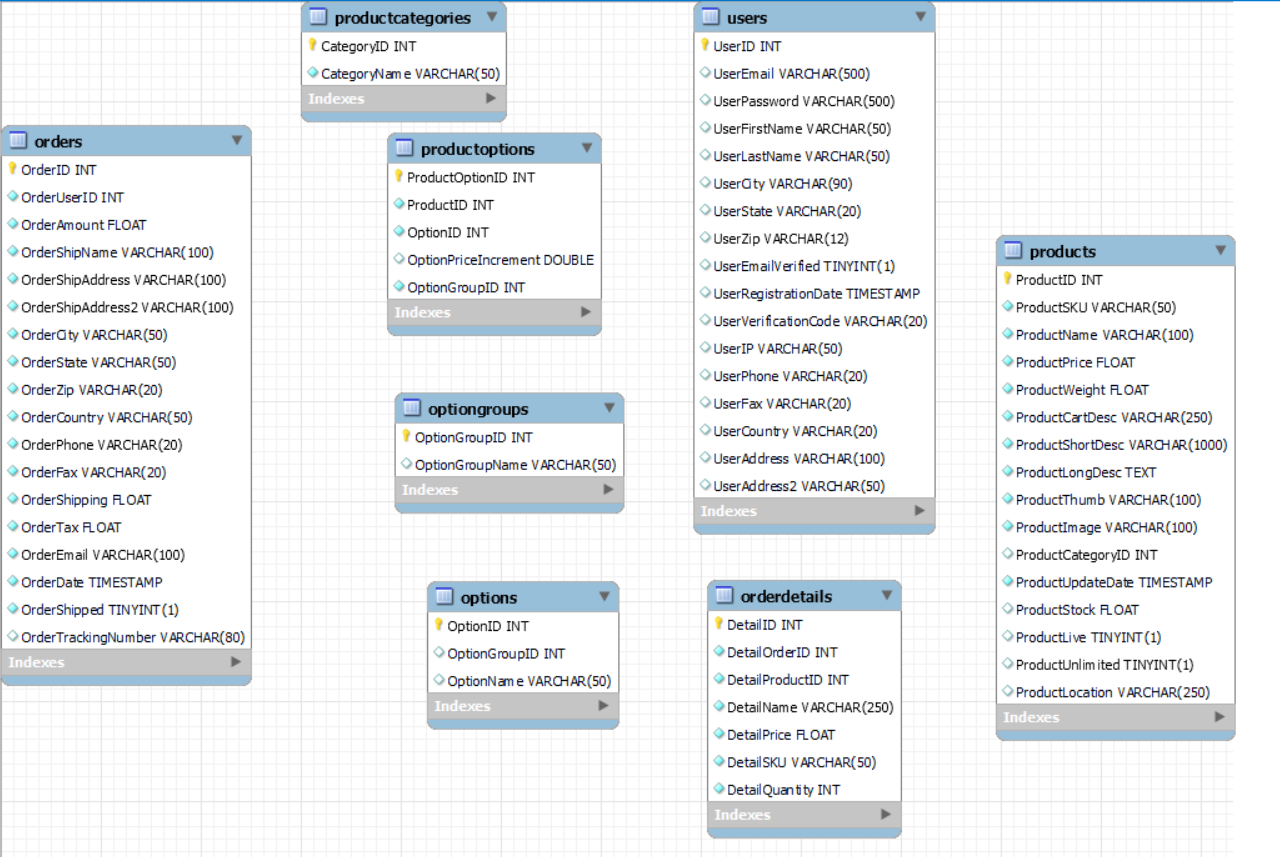 productcategories
CategoryID INT
CategoryName VARCHAR(50)
Indexes
users
UserID INT
UserEmail VARCHAR(500)
UserPassword VARCHAR(500)
UserFirstName VARCHAR(50)
UserLastName VARCHAR(50)
UserCity VARCHAR(90)
UserState VARCHAR(20)
UserZip VARCHAR(12)
UserEmailVerified TINYINT(1)
UserRegistrationDate TIMESTAMP
UserVerificationCode VARCHAR(20)
UserIP VARCHAR(50)
UserPhone VARCHAR(20)
UserFax VARCHAR(20)
UserCountry VARCHAR(20)
UserAddress VARCHAR(100)
UserAddress2 VARCHAR(50)
Indexes
orders
OrderID INT
OrderUserID INT
OrderAmount FLOAT
OrderShipName VARCHAR(100)
OrderShipAddress VARCHAR(100)
OrderShipAddress2 VARCHAR(100)
OrderCity VARCHAR(50)
OrderState VARCHAR(50)
OrderZip VARCHAR(20)
OrderCountry VARCHAR(50)
OrderPhone VARCHAR(20)
OrderFax VARCHAR(20)
OrderShipping FLOAT
OrderTax FLOAT
OrderEmail VARCHAR(100)
OrderDate TIMESTAMP
OrderShipped TINYINT(1)
OrderTrackingNumber VARCHAR(80)
Indexes
productoptions
ProductOptionID INT
ProductID INT
OptionID INT
OptionPriceIncrement DOUBLE
OptionGroupID INT
Indexes
optiongroups
OptionGroupID INT
OptionGroupName VARCHAR(50)
Indexes
options
OptionID INT
OptionGroupID INT
OptionName VARCHAR(50)
Indexes
orderdetails
DetailID INT
DetailOrderID INT
DetailProductID INT
DetailName VARCHAR(250)
DetailPrice FLOAT
DetailSKU VARCHAR(50)
DetailQuantity INT
Indexes
products
ProductID INT
ProductSKU VARCHAR(50)
ProductName VARCHAR(100)
ProductPrice FLOAT
ProductWeight FLOAT
ProductCartDesc VARCHAR(250)
ProductShortDesc VARCHAR(1000)
ProductLongDesc TEXT
ProductThumb VARCHAR(100)
ProductImage VARCHAR(100)
ProductCategoryID INT
ProductUpdateDate TIMESTAMP
ProductStock FLOAT
ProductLive TINYINT(1)
ProductUnlimited TINYINT(1)
ProductLocation VARCHAR(250)
Indexes